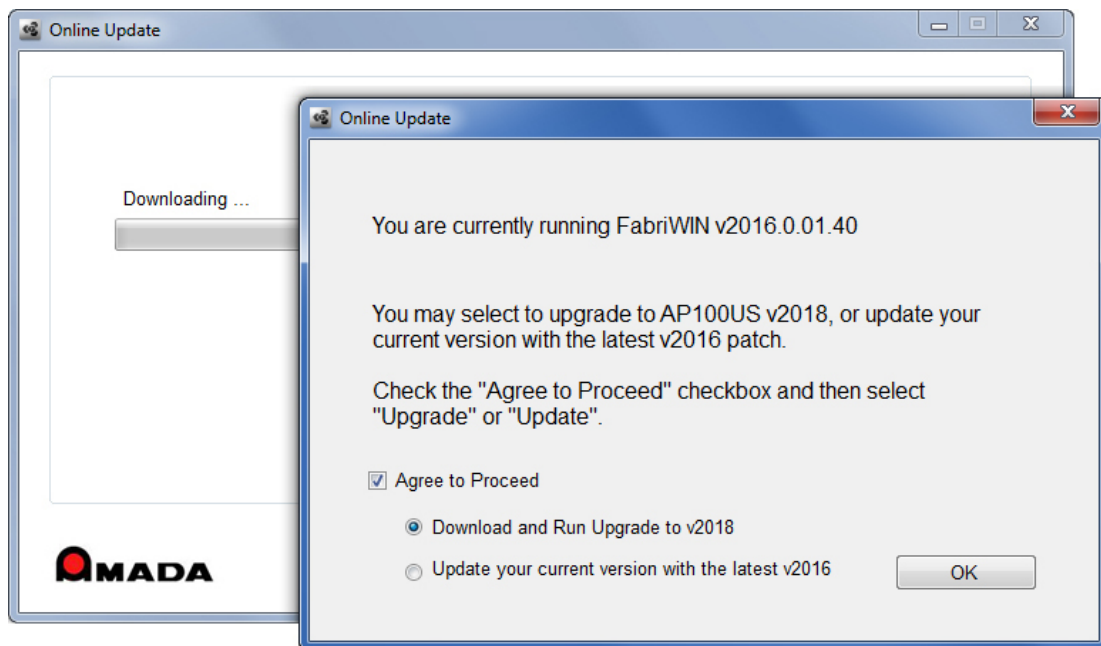 Online Update
Downloading ...
AMADA
Online Update
You are currently running FabriWIN v2016.0.01.40
You may select to upgrade to AP100US v2018, or update your
current version with the latest v2016 patch.
Check the "Agree to Proceed" checkbox and then select
"Upgrade" or "Update".
Agree to Proceed
Download and Run Upgrade to v2018
Update your current version with the latest v2016
OK